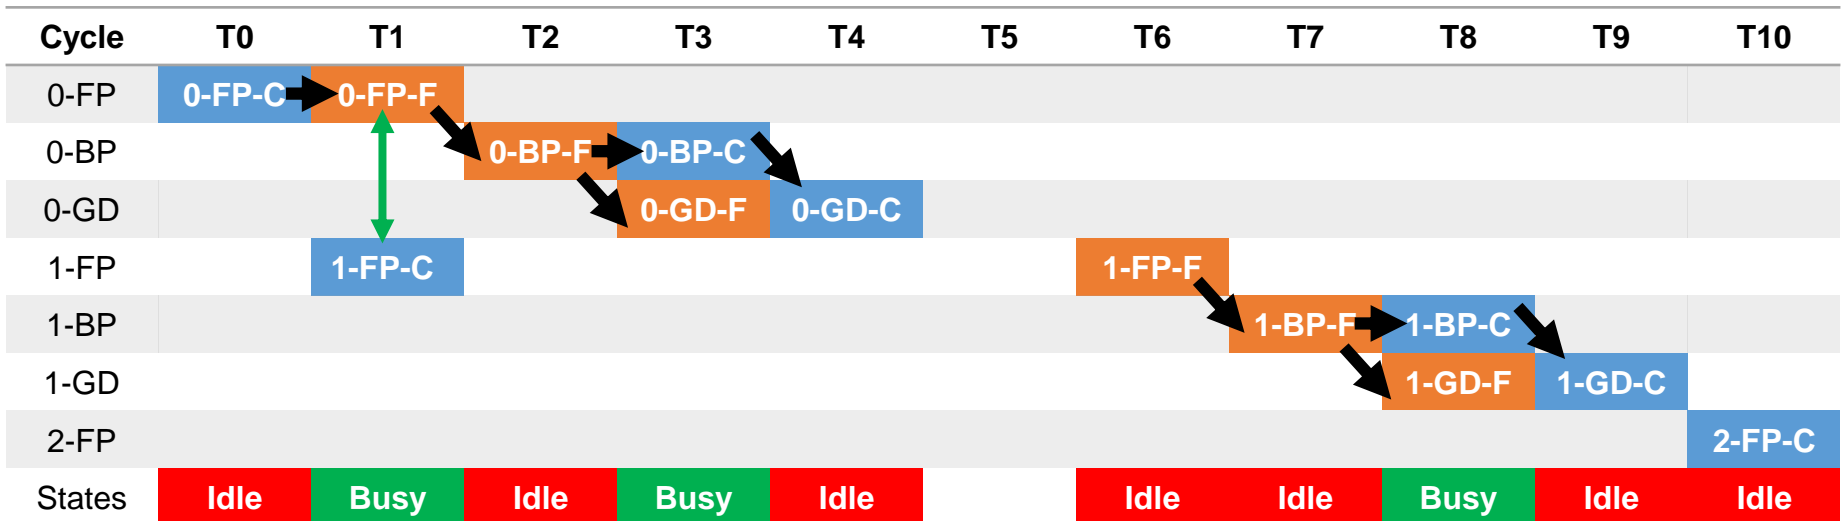 Cycle T0 T1 T2 T3 T4 T5 T6 T7 T8 T9 T10
0-FP 0-FP-C 0-FP-F
0-BP 0-BP-F 0-BP-C
0-GD 0-GD-F 0-GD-C
1-FP 1-FP-C 1-FP-F
1-BP 1-BP-F 1-BP-C
1-GD 1-GD-F 1-GD-C
2-FP 2-FP-C
States Idle Busy Idle Busy Idle Idle Idle Busy Idle Idle